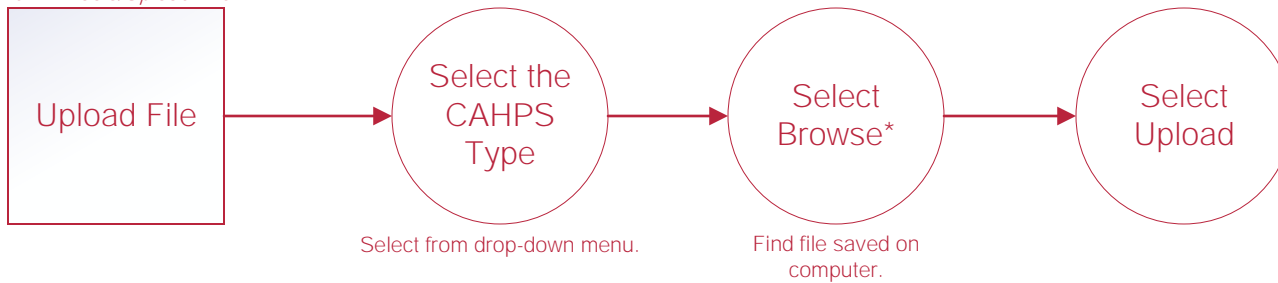 Upload File
Select the
CAHPS
Type
Select from drop-down menu.
Select
Browse*
Find file saved on
computer.
Select
Upload